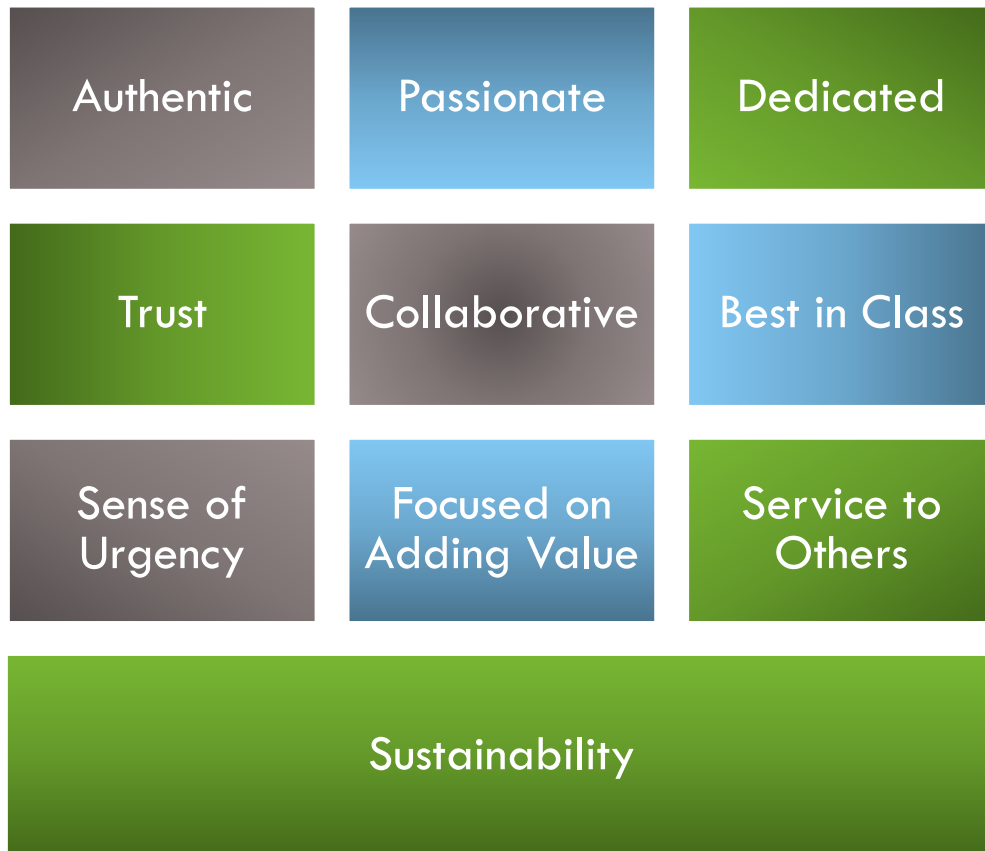 Authentic
Passionate
Dedicated
Trust
Collaborative
Best in Class
Sense of
Urgency
Focused on
Adding Value
Service to
Others
Sustainability